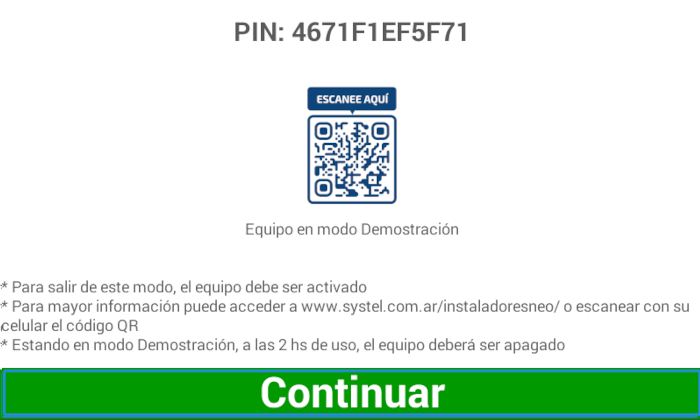 PIN: 4671F1EF5F71
ESCANEE AQUÍ
Equipo en modo Demostración
* Para salir de este modo, el equipo debe ser activado
* Para mayor información puede acceder a www.systel.com.ar/instaladoresneo/ o escanear con su
celular el código QR
* Estando en modo Demostración, a las 2 hs de uso, el equipo deberá ser apagado
Continuar